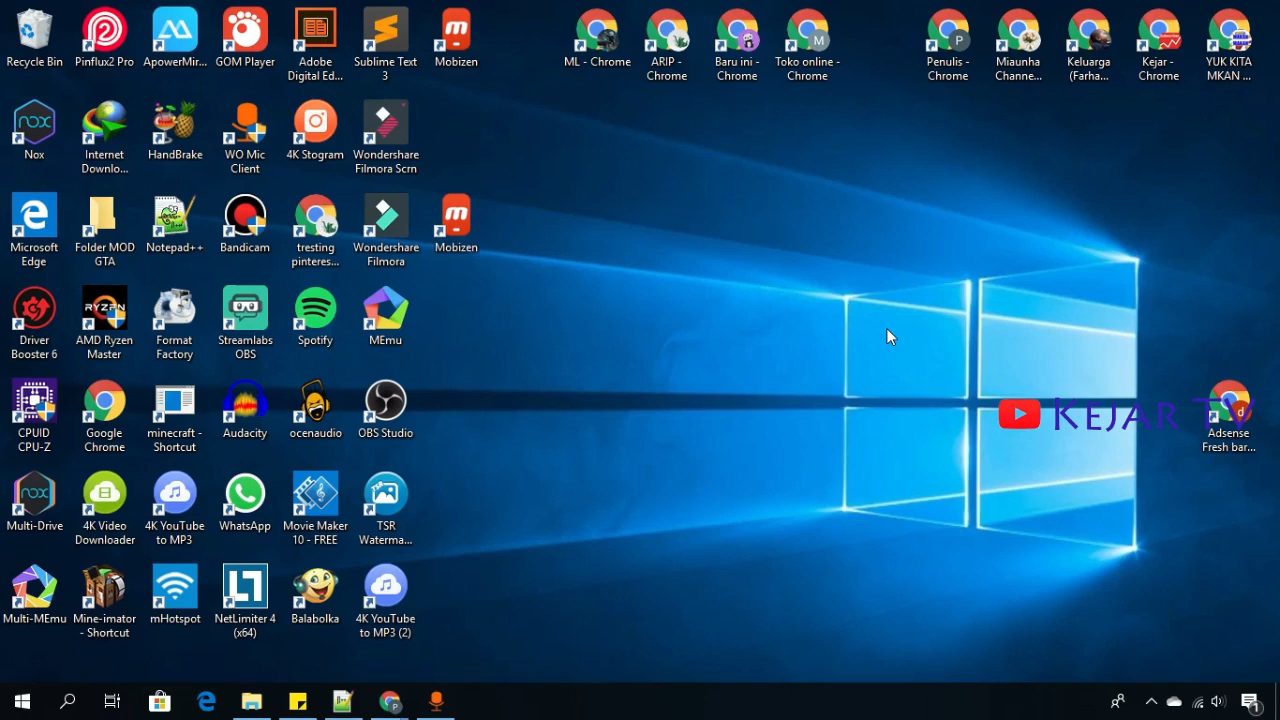 Recycle Bin
Pinflux2 Pro
ApowerMir...
GOM Player
Adobe
Digital Ed...
Sublime Text
3
Mobizen
ML - Chrome
ARIP -
Chrome
Baru ini -
Chrome
Toko online -
Chrome
Penulis -
Chrome
Miaunha
Channe...
Keluarga
(Farha...
Kejar -
Chrome
YUK KITA
MKAN ...
Nox
Internet
Downlo...
HandBrake
WO Mic
Client
4K Stogram
Wondershare
Filmora Scrn
Microsoft
Edge
Folder MOD
GTA
Notepad++
Bandicam
tresting
pinteres...
Wondershare
Filmora
Mobizen
Driver
Booster 6
AMD Ryzen
Master
Format
Factory
Streamlabs
OBS
Spotify
MEmu
CPUID
CPU-Z
Google
Chrome
minecraft -
Shortcut
Audacity
ocenaudio
OBS Studio
Kejar TV
Adsense
Fresh bar...
Multi-Drive
4K Video
Downloader
4K YouTube
to MP3
WhatsApp
Movie Maker
10 - FREE
TSR
Waterma...
Multi-MEmu
Mine-imator
- Shortcut
mHotspot
NetLimiter 4
(x64)
Balabolka
4K YouTube
to MP3 (2)